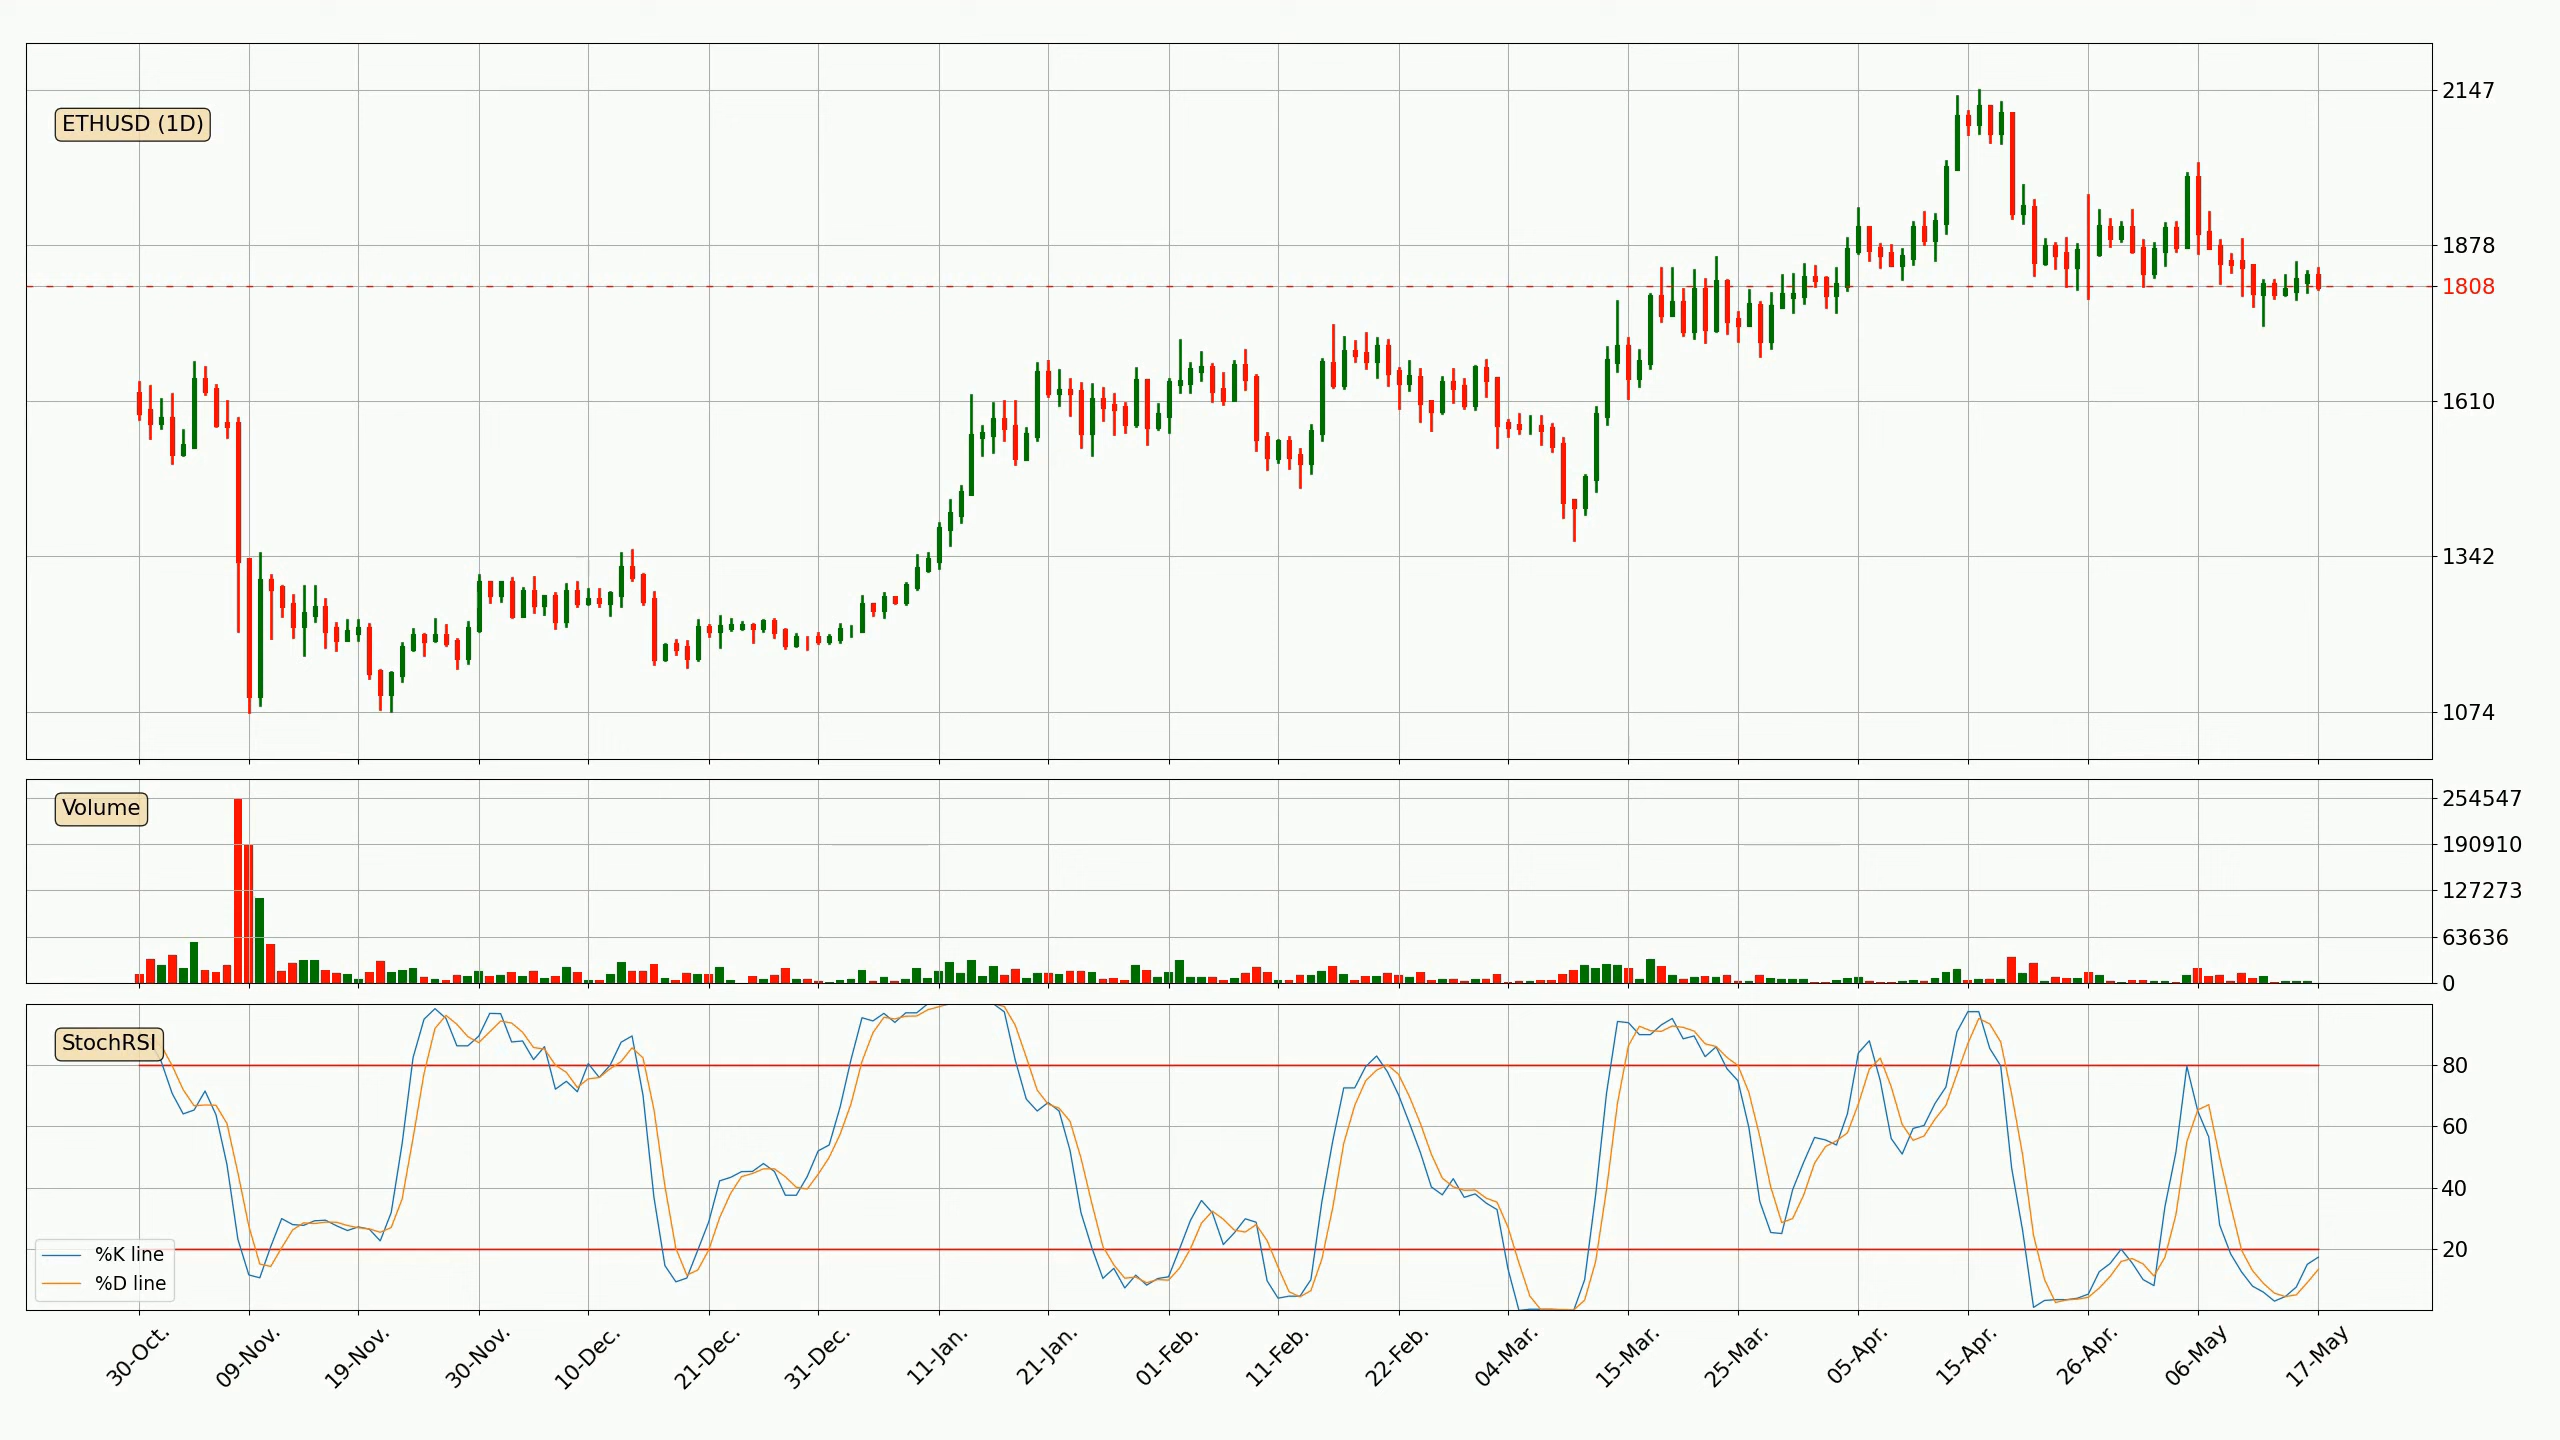 ETHUSD (1D)
2147
1878
1808
1610
1342
1074
Volume
254547
190910
127273
63636
0
StochRSI
80
60
40
20
%K line
%D line
30-Oct.
09-Nov.
19-Nov.
30-Nov.
10-Dec.
21-Dec.
31-Dec.
11-Jan.
21-Jan.
01-Feb.
11-Feb.
22-Feb.
04-Mar.
15-Mar.
25-Mar.
05-Apr.
15-Apr.
26-Apr.
06-May
17-May